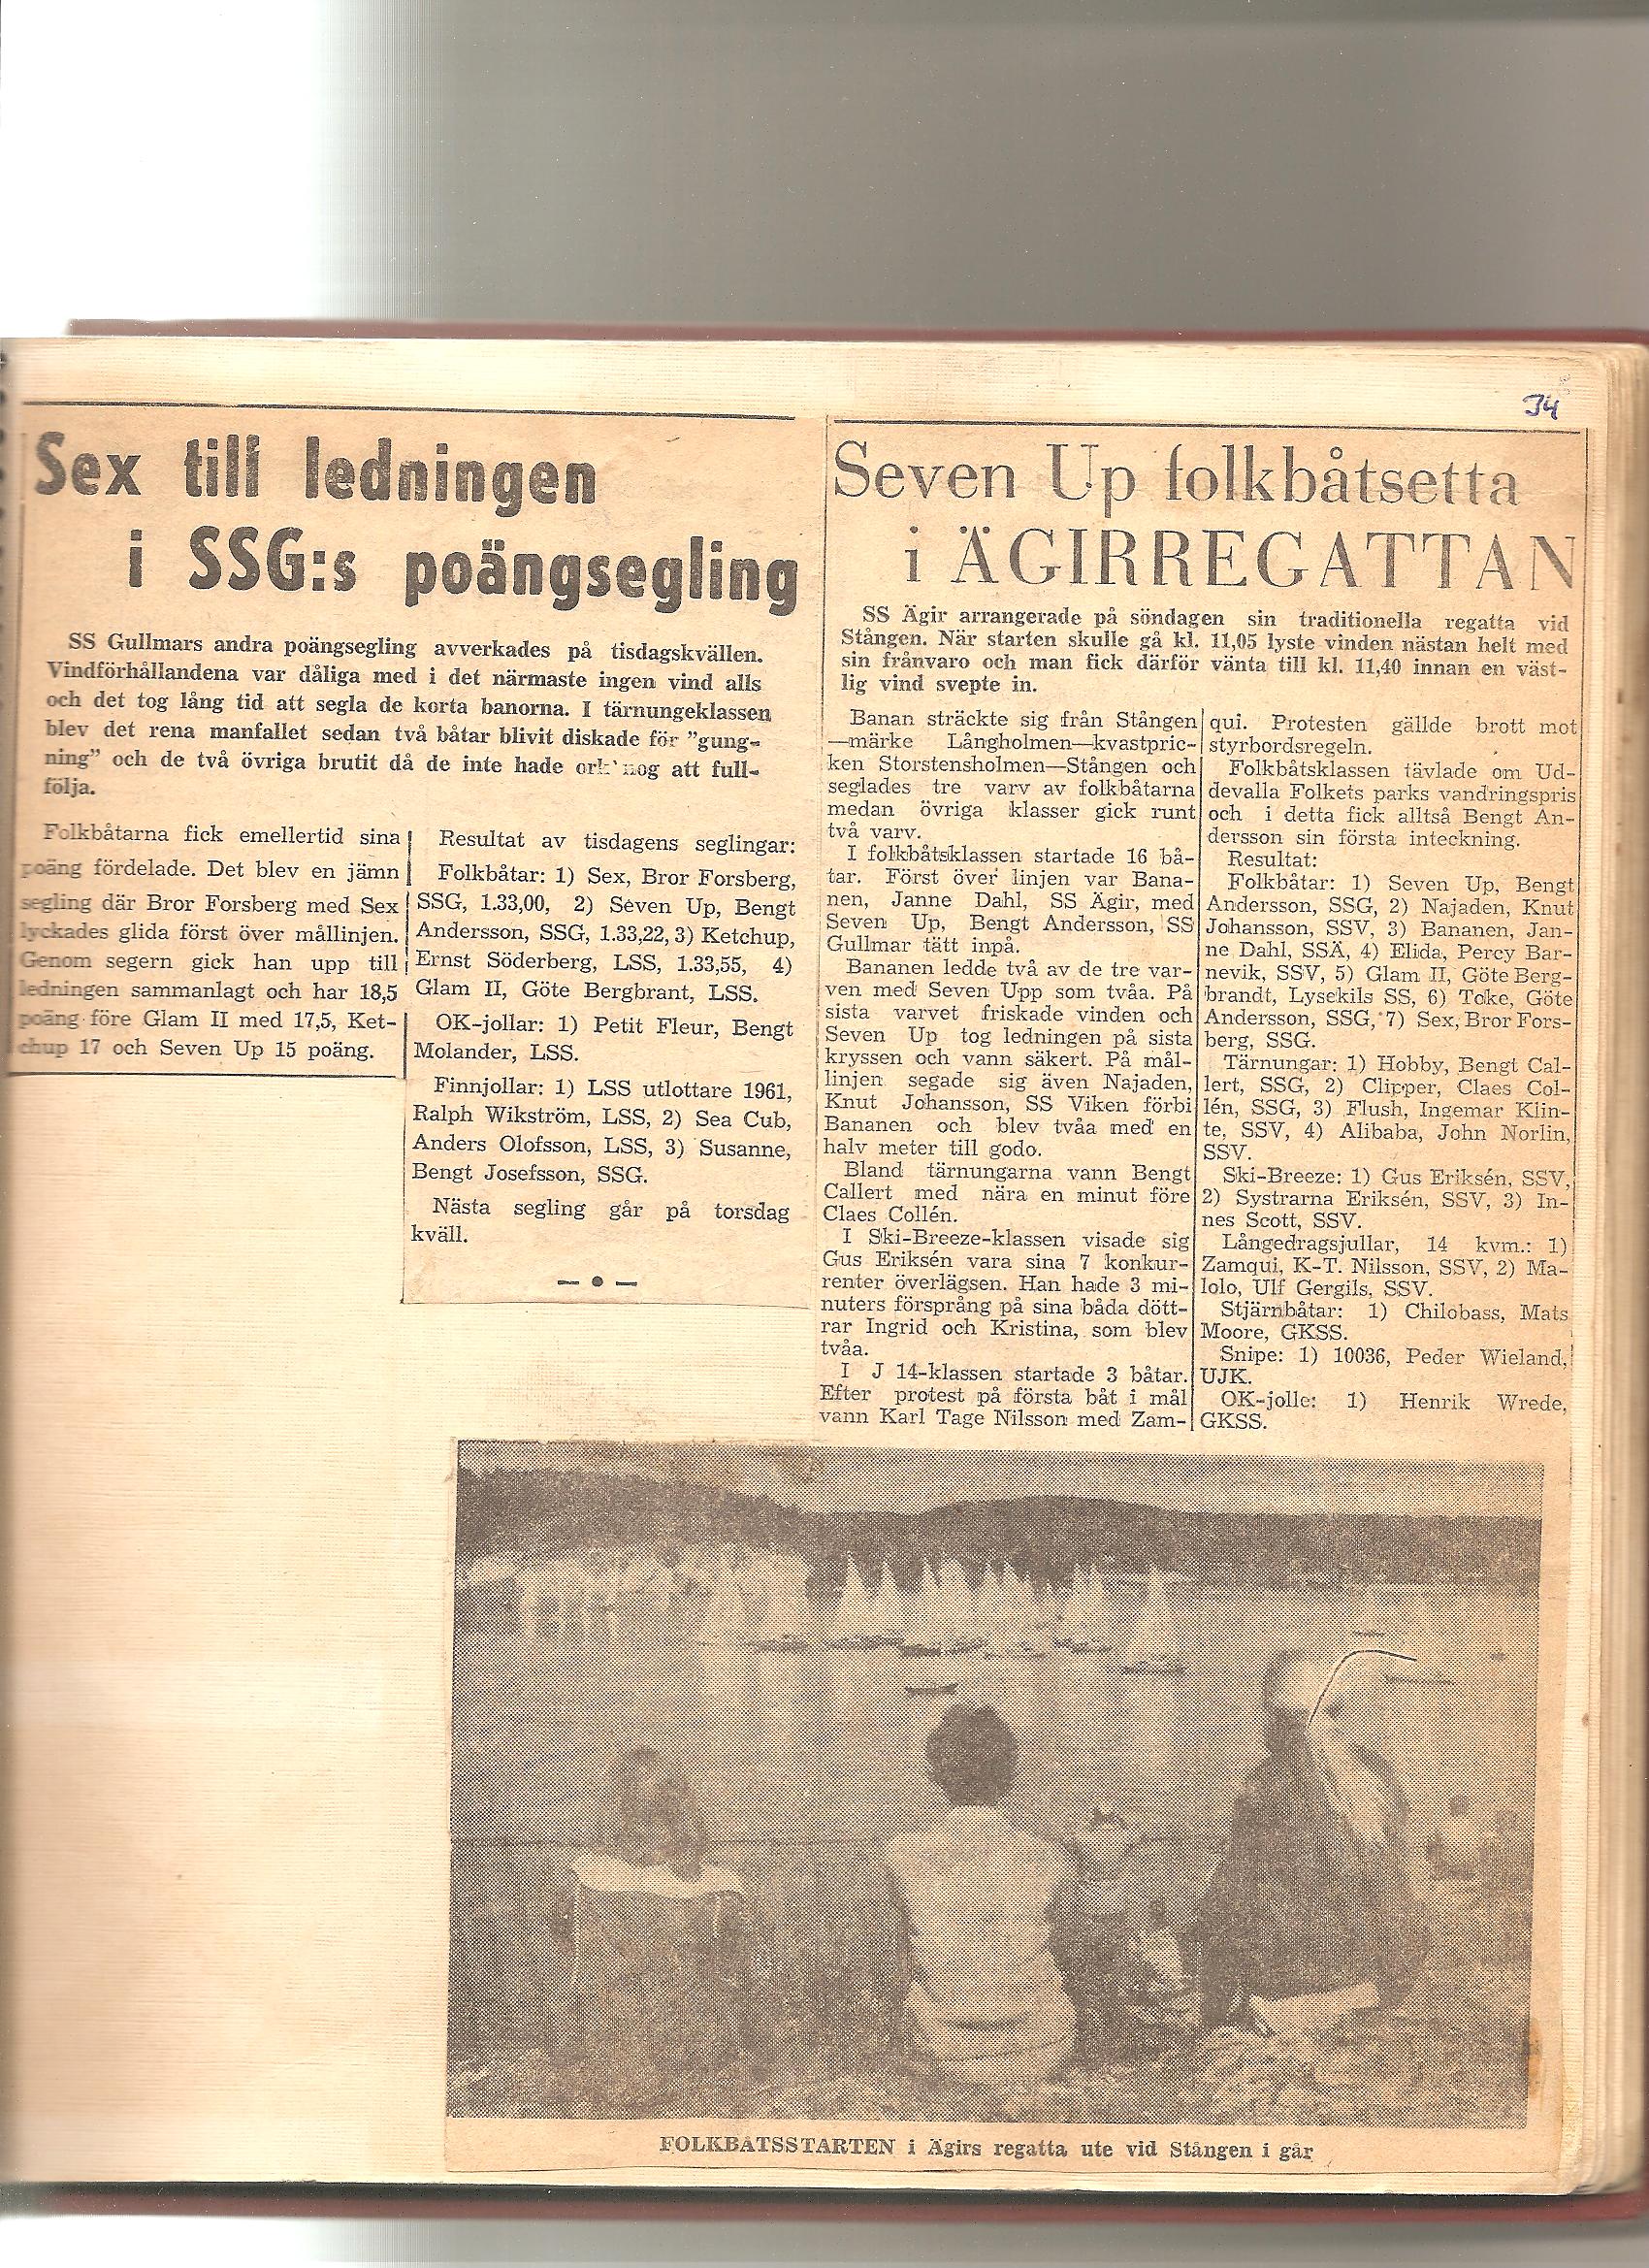 34
Sex till ledningen
i SSG:s poängsegling
SS Gullmars andra poängsegling avverkades på tisdagskvällen.
Vindförhållandena var dåliga med i det närmaste ingen vind alls
och det tog lång tid att segla de korta banorna. I tärnungeklassen
blev det rena manfallet sedan två båtar blivit diskade för "gung-
ning" och de två övriga brutit då de inte hade ork nog att full-
följa.
Folkbåtarna fick emellertid sina
poäng fördelade. Det blev en jämn
segling där Bror Forsberg med Sex
lyckades glida först över mållinjen.
Genom segern gick han upp till
ledningen sammanlagt och har 18,5
poäng före Glam II med 17,5, Ket-
chup 17 och Seven Up 15 poäng.
Resultat av tisdagens seglingar:
Folkbåtar: 1) Sex, Bror Forsberg,
SSG, 1.33,00, 2) Seven Up, Bengt
Andersson, SSG, 1.33,22, 3) Ketchup,
Ernst Söderberg, LSS, 1.33,55, 4)
Glam II, Göte Bergbrant, LSS.
OK-jollar: 1) Petit Fleur, Bengt
Molander, LSS.
Finnjollar: 1) LSS utlottare 1961,
Ralph Wikström, LSS, 2) Sea Cub,
Anders Olofsson, LSS, 3) Susanne,
Bengt Josefsson, SSG.
Nästa segling går på torsdag
kväll.
Seven Up folkbåtsetta
i ÄGIRREGATTAN
SS Ägir arrangerade på söndagen sin traditionella regatta vid
Stången. När starten skulle gå kl. 11,05 lyste vinden nästan helt med
sin frånvaro och man fick därför vänta till kl. 11,40 innan en väst-
lig vind svepte in.
Banan sträckte sig från Stången
—märke Långholmen—kvastpric-
ken Storstensholmen—Stången och
seglades tre varv av folkbåtarna
medan övriga klasser gick runt
två varv.
I folkbåtsklassen startade 16 bå-
tar. Först över linjen var Bana-
nen, Janne Dahl, SS Ägir, med
Seven Up, Bengt Andersson, SS
Gullmar tätt inpå.
Bananen ledde två av de tre var-
ven med Seven Upp som tvåa. På
sista varvet friskade vinden och
Seven Up tog ledningen på sista
kryssen och vann säkert. På mål-
linjen segade sig även Najaden,
Knut Johansson, SS Viken förbi
Bananen och blev tvåa med en
halv meter till godo.
Bland tärnungarna vann Bengt
Callert med nära en minut före
Claes Collén.
I Ski-Breeze-klassen visade sig
Gus Eriksén vara sina 7 konkur-
renter överlägsen. Han hade 3 mi-
nuters försprång på sina båda dött-
rar Ingrid och Kristina, som blev
tvåa.
I J 14-klassen startade 3 båtar.
Efter protest på första båt i mål
vann Karl Tage Nilsson med Zam-
qui. Protesten gällde brott mot
styrbordsregeln.
Folkbåtsklassen tävlade om Ud-
devalla Folkets parks vandringspris
och i detta fick alltså Bengt An-
dersson sin första inteckning.
Resultat:
Folkbåtar: 1) Seven Up, Bengt
Andersson, SSG, 2) Najaden, Knut
Johansson, SSV, 3) Bananen, Jan-
ne Dahl, SSÄ, 4) Elida, Percy Bar-
nevik, SSV, 5) Glam II, Göte Berg-
brandt, Lysekils SS, 6) Toke, Göte
Andersson, SSG, 7) Sex, Bror Fors-
berg, SSG.
Tärnungar: 1) Hobby, Bengt Cal-
lert, SSG, 2) Clipper, Claes Col-
lén, SSG, 3) Flush, Ingemar Klin-
te, SSV, 4) Alibaba, John Norlin,
SSV.
Ski-Breeze: 1) Gus Eriksén, SSV,
2) Systrarna Eriksén, SSV, 3) In-
nes Scott, SSV.
Långedragsjullar, 14 kvm.: 1)
Zamqui, K-T. Nilsson, SSV, 2) Ma-
lolo, Ulf Gergils, SSV.
Stjärnbåtar: 1) Chilobass, Mats
Moore, GKSS.
Snipe: 1) 10036, Peder Wieland,
UJK.
OK-jolle: 1) Henrik Wrede,
GKSS.
FOLKBÅTSSTARTEN i Ägirs regatta ute vid Stången i går